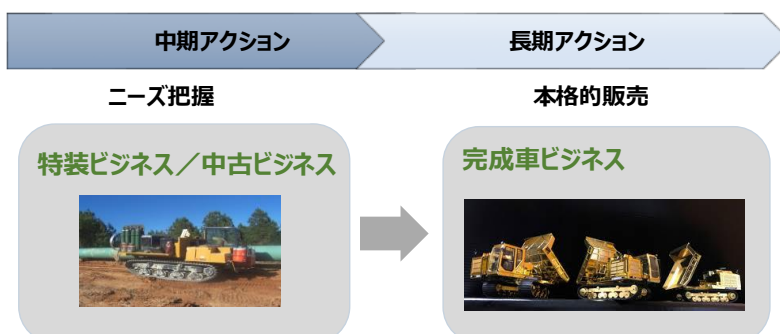 中期アクション
長期アクション
ニーズ把握
本格的販売
特装ビジネス／中古ビジネス
完成車ビジネス